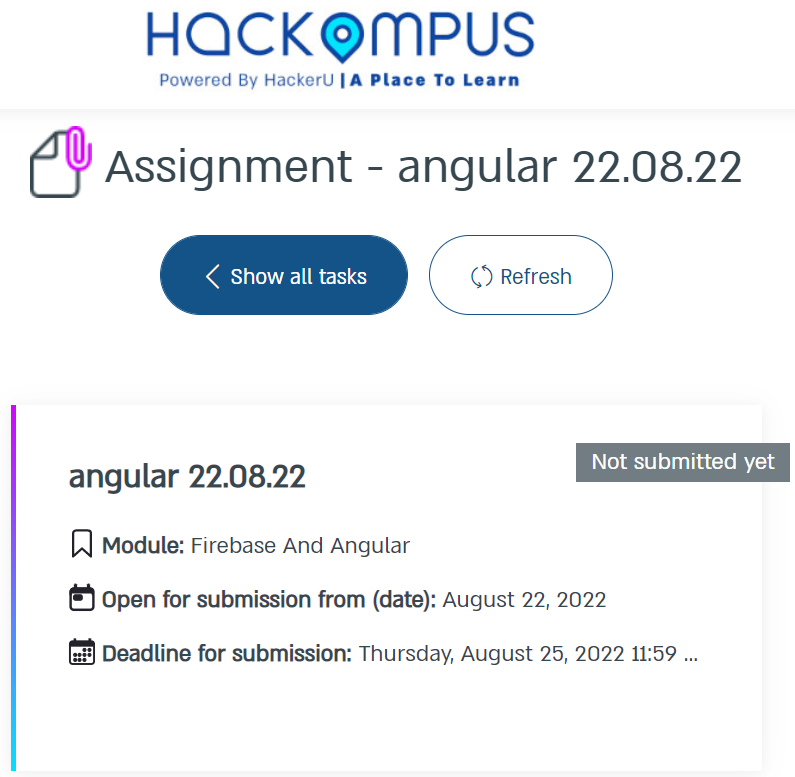 HACKOMPUS
Powered By HackerU | A Place To Learn
Assignment - angular 22.08.22
Show all tasks
Refresh
Not submitted yet
angular 22.08.22
Module: Firebase And Angular
Open for submission from (date): August 22, 2022
Deadline for submission: Thursday, August 25, 2022 11:59 ...